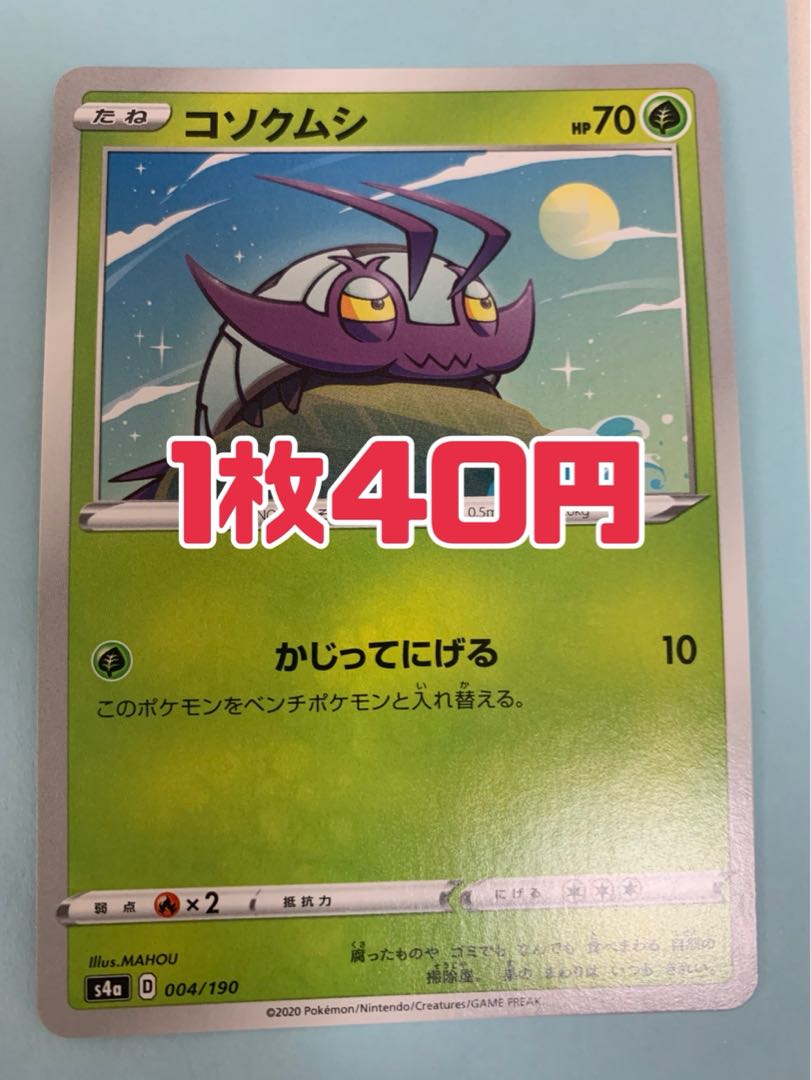 たね コソクムシ HP70
1枚40円
NO. 0.5m kg
かじってにげる 10
このポケモンをベンチポケモンと入れ替える。
弱点 ×2 抵抗力 にげる
Illus.MAHOU
腐ったものや ゴミでも なんでも 食べまわる 自然の
掃除屋。 巣の まわりは いつも きれい。
s4a D 004/190
©2020 Pokémon/Nintendo/Creatures/GAME FREAK